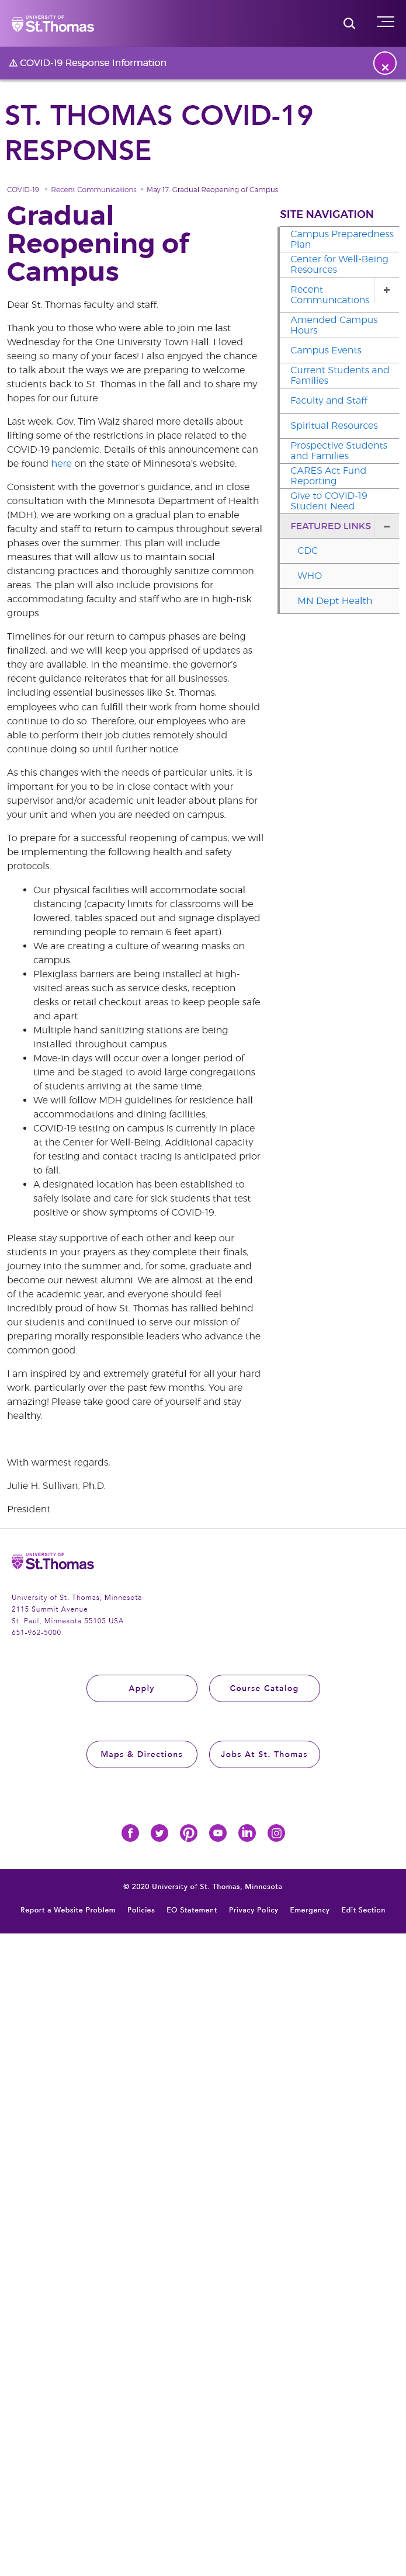 UNIVERSITY OF
St.Thomas
COVID-19 Response Information
ST. THOMAS COVID-19
RESPONSE
COVID-19 • Recent Communications • May 17: Gradual Reopening of Campus
Gradual
Reopening of
Campus
Dear St. Thomas faculty and staff,
Thank you to those who were able to join me last
Wednesday for the One University Town Hall. I loved
seeing so many of your faces! I also enjoyed the chance
to talk about the ways we are preparing to welcome
students back to St. Thomas in the fall and to share my
hopes for our future.
Last week, Gov. Tim Walz shared more details about
lifting some of the restrictions in place related to the
COVID-19 pandemic. Details of this announcement can
be found here on the state of Minnesota's website.
Consistent with the governor's guidance, and in close
consultation with the Minnesota Department of Health
(MDH), we are working on a gradual plan to enable
faculty and staff to return to campus throughout several
phases over the summer. This plan will include
measures that will allow us to maintain social
distancing practices and thoroughly sanitize common
areas. The plan will also include provisions for
accommodating faculty and staff who are in high-risk
groups.
Timelines for our return to campus phases are being
finalized, and we will keep you apprised of updates as
they are available. In the meantime, the governor's
recent guidance reiterates that for all businesses,
including essential businesses like St. Thomas,
employees who can fulfill their work from home should
continue to do so. Therefore, our employees who are
able to perform their job duties remotely should
continue doing so until further notice.
As this changes with the needs of particular units, it is
important for you to be in close contact with your
supervisor and/or academic unit leader about plans for
your unit and when you are needed on campus.
To prepare for a successful reopening of campus, we will
be implementing the following health and safety
protocols:
• Our physical facilities will accommodate social
distancing (capacity limits for classrooms will be
lowered, tables spaced out and signage displayed
reminding people to remain 6 feet apart).
• We are creating a culture of wearing masks on
campus.
• Plexiglass barriers are being installed at high-
visited areas such as service desks, reception
desks or retail checkout areas to keep people safe
and apart.
• Multiple hand sanitizing stations are being
installed throughout campus.
• Move-in days will occur over a longer period of
time and be staged to avoid large congregations
of students arriving at the same time.
• We will follow MDH guidelines for residence hall
accommodations and dining facilities.
• COVID-19 testing on campus is currently in place
at the Center for Well-Being. Additional capacity
for testing and contact tracing is anticipated prior
to fall.
• A designated location has been established to
safely isolate and care for sick students that test
positive or show symptoms of COVID-19.
Please stay supportive of each other and keep our
students in your prayers as they complete their finals,
journey into the summer and, for some, graduate and
become our newest alumni. We are almost at the end
of the academic year, and everyone should feel
incredibly proud of how St. Thomas has rallied behind
our students and continued to serve our mission of
preparing morally responsible leaders who advance the
common good.
I am inspired by and extremely grateful for all your hard
work, particularly over the past few months. You are
amazing! Please take good care of yourself and stay
healthy.
With warmest regards,
Julie H. Sullivan, Ph.D.
President
SITE NAVIGATION
Campus Preparedness
Plan
Center for Well-Being
Resources
Recent
Communications
Amended Campus
Hours
Campus Events
Current Students and
Families
Faculty and Staff
Spiritual Resources
Prospective Students
and Families
CARES Act Fund
Reporting
Give to COVID-19
Student Need
FEATURED LINKS
CDC
WHO
MN Dept Health
UNIVERSITY OF
St.Thomas
University of St. Thomas, Minnesota
2115 Summit Avenue
St. Paul, Minnesota 55105 USA
651-962-5000
Apply
Course Catalog
Maps & Directions
Jobs At St. Thomas
© 2020 University of St. Thomas, Minnesota
Report a Website Problem Policies EO Statement Privacy Policy Emergency Edit Section